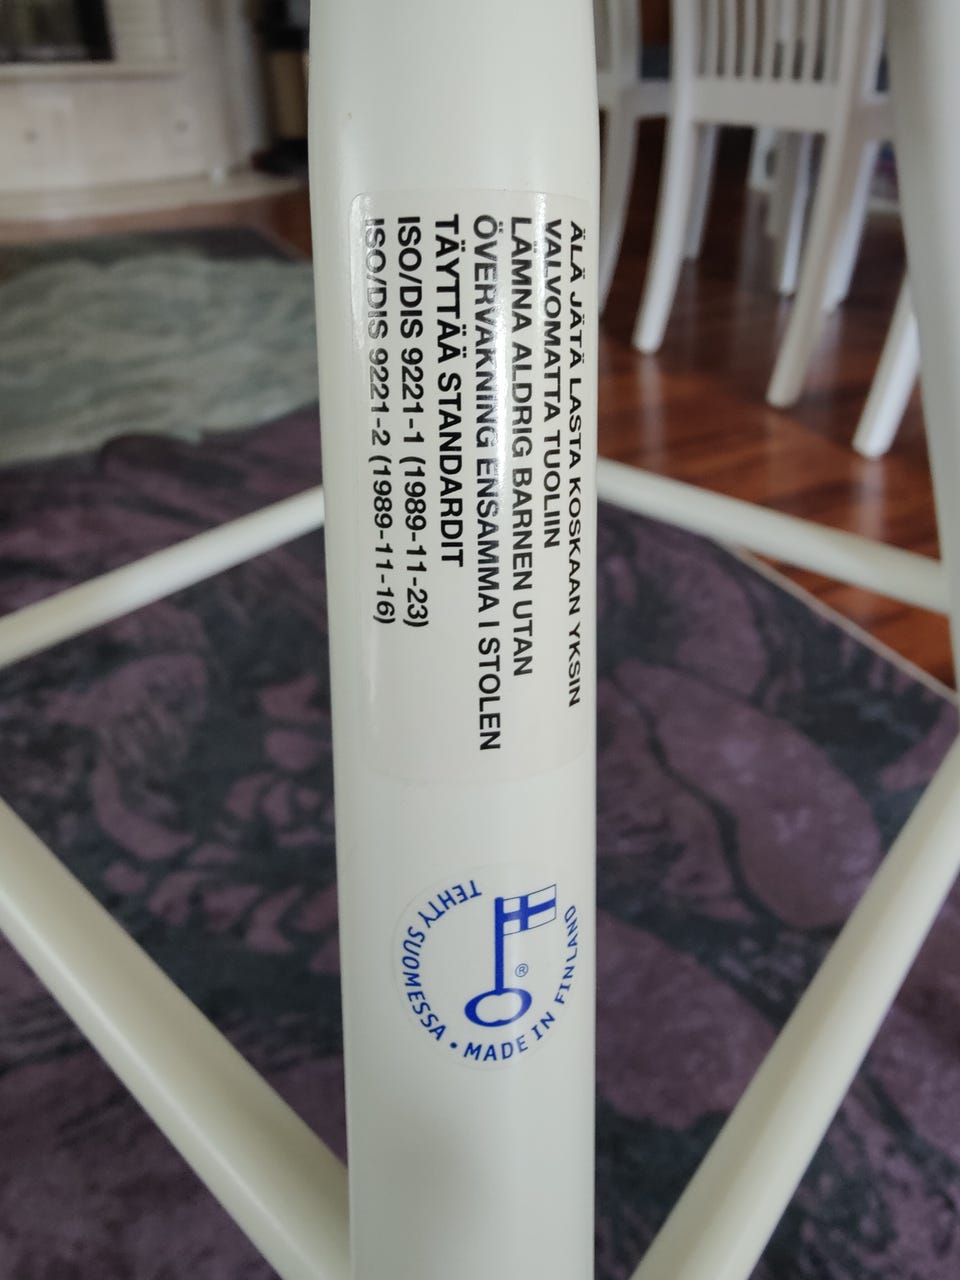 ÄLÄ JÄTÄ LASTA KOSKAAN YKSIN
VALVOMATTA TUOLIIN
LÄMNA ALDRIG BARNEN UTAN
ÖVERVAKNING ENSAMMA I STOLEN
TÄYTTÄÄ STANDARDIT
ISO/DIS 9221-1 (1989-11-23)
ISO/DIS 9221-2 (1989-11-16)
TEHTY SUOMESSA • MADE IN FINLAND
®